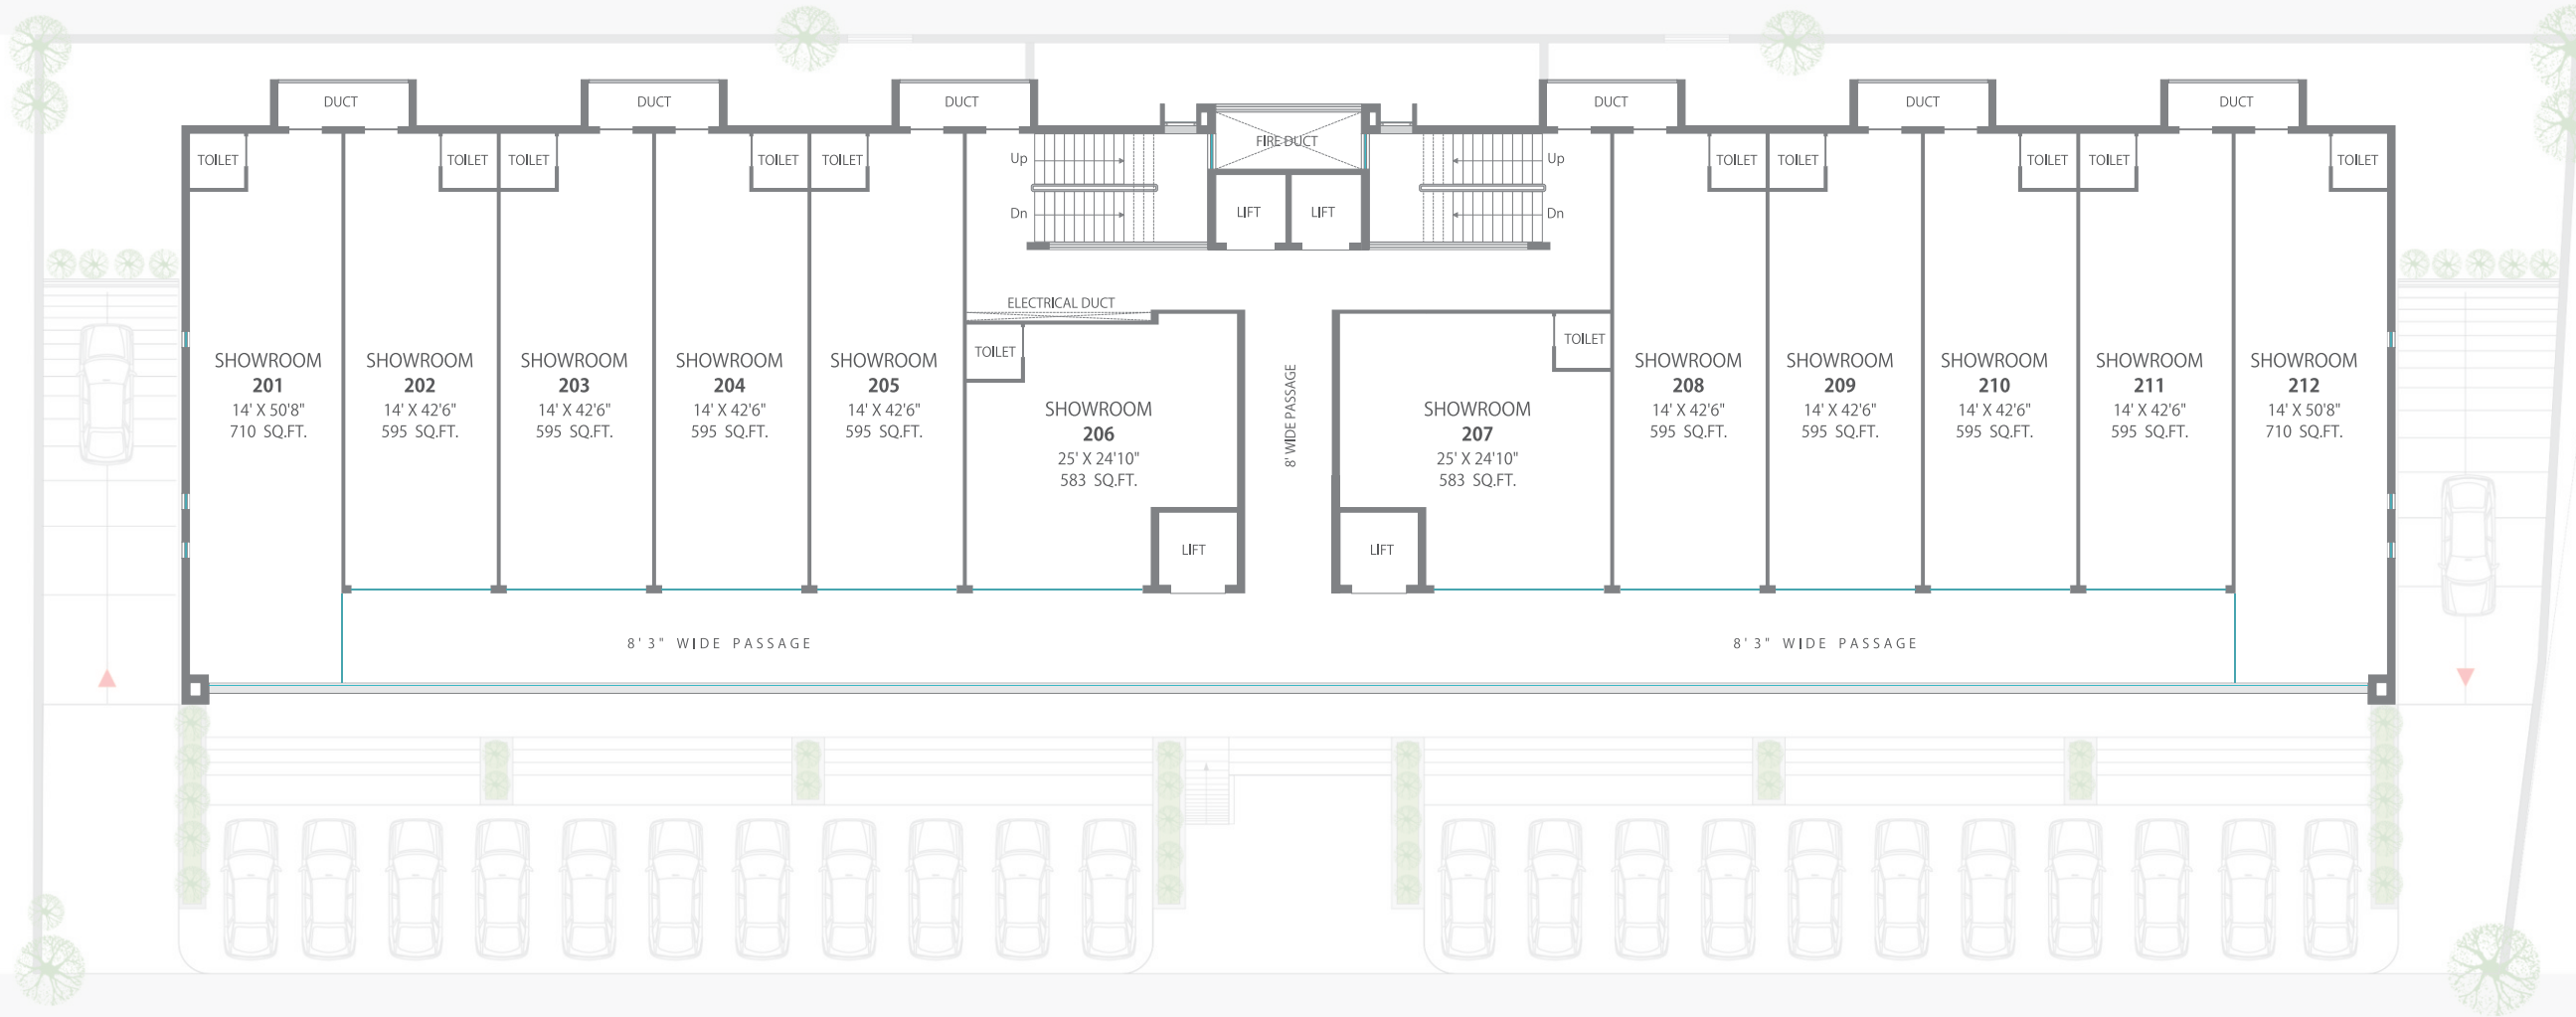 DUCT
DUCT
DUCT
DUCT
DUCT
DUCT
FIRE DUCT
TOILET
TOILET
TOILET
TOILET
TOILET
Up
Up
TOILET
TOILET
TOILET
TOILET
TOILET
Dn
LIFT
LIFT
Dn
ELECTRICAL DUCT
TOILET
TOILET
SHOWROOM
201
14' X 50'8"
710 SQ.FT.
SHOWROOM
202
14' X 42'6"
595 SQ.FT.
SHOWROOM
203
14' X 42'6"
595 SQ.FT.
SHOWROOM
204
14' X 42'6"
595 SQ.FT.
SHOWROOM
205
14' X 42'6"
595 SQ.FT.
SHOWROOM
206
25' X 24'10"
583 SQ.FT.
8' WIDE PASSAGE
SHOWROOM
207
25' X 24'10"
583 SQ.FT.
SHOWROOM
208
14' X 42'6"
595 SQ.FT.
SHOWROOM
209
14' X 42'6"
595 SQ.FT.
SHOWROOM
210
14' X 42'6"
595 SQ.FT.
SHOWROOM
211
14' X 42'6"
595 SQ.FT.
SHOWROOM
212
14' X 50'8"
710 SQ.FT.
LIFT
LIFT
8' 3" WIDE PASSAGE
8' 3" WIDE PASSAGE